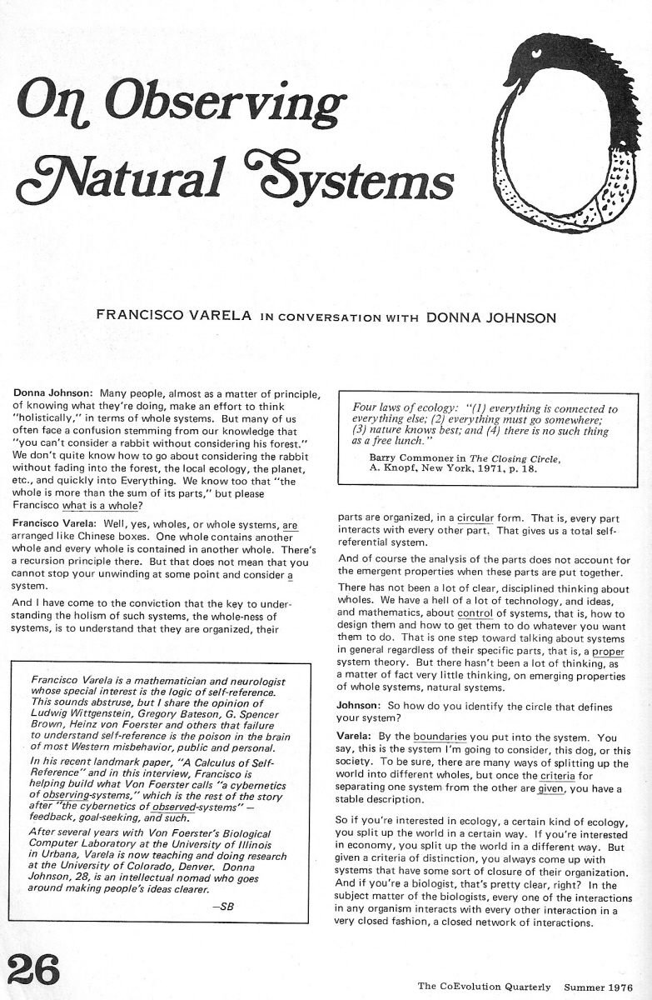 On Observing
Natural Systems
FRANCISCO VARELA IN CONVERSATION WITH DONNA JOHNSON
Donna Johnson: Many people, almost as a matter of principle,
of knowing what they're doing, make an effort to think
"holistically," in terms of whole systems. But many of us
often face a confusion stemming from our knowledge that
"you can't consider a rabbit without considering his forest."
We don't quite know how to go about considering the rabbit
without fading into the forest, the local ecology, the planet,
etc., and quickly into Everything. We know too that "the
whole is more than the sum of its parts," but please
Francisco what is a whole?
Francisco Varela: Well, yes, wholes, or whole systems, are
arranged like Chinese boxes. One whole contains another
whole and every whole is contained in another whole. There's
a recursion principle there. But that does not mean that you
cannot stop your unwinding at some point and consider a
system.
And I have come to the conviction that the key to under-
standing the holism of such systems, the whole-ness of
systems, is to understand that they are organized, their
Francisco Varela is a mathematician and neurologist
whose special interest is the logic of self-reference.
This sounds abstruse, but I share the opinion of
Ludwig Wittgenstein, Gregory Bateson, G. Spencer
Brown, Heinz von Foerster and others that failure
to understand self-reference is the poison in the brain
of most Western misbehavior, public and personal.
In his recent landmark paper, "A Calculus of Self-
Reference" and in this interview, Francisco is
helping build what Von Foerster calls "a cybernetics
of observing-systems," which is the rest of the story
after "the cybernetics of observed-systems" —
feedback, goal-seeking, and such.
After several years with Von Foerster's Biological
Computer Laboratory at the University of Illinois
in Urbana, Varela is now teaching and doing research
at the University of Colorado, Denver. Donna
Johnson, 28, is an intellectual nomad who goes
around making people's ideas clearer.
—SB
Four laws of ecology: "(1) everything is connected to
everything else; (2) everything must go somewhere;
(3) nature knows best; and (4) there is no such thing
as a free lunch."
Barry Commoner in The Closing Circle,
A. Knopf, New York, 1971, p. 18.
parts are organized, in a circular form. That is, every part
interacts with every other part. That gives us a total self-
referential system.
And of course the analysis of the parts does not account for
the emergent properties when these parts are put together.
There has not been a lot of clear, disciplined thinking about
wholes. We have a hell of a lot of technology, and ideas,
and mathematics, about control of systems, that is, how to
design them and how to get them to do whatever you want
them to do. That is one step toward talking about systems
in general regardless of their specific parts, that is, a proper
system theory. But there hasn't been a lot of thinking, as
a matter of fact very little thinking, on emerging properties
of whole systems, natural systems.
Johnson: So how do you identify the circle that defines
your system?
Varela: By the boundaries you put into the system. You
say, this is the system I'm going to consider, this dog, or this
society. To be sure, there are many ways of splitting up the
world into different wholes, but once the criteria for
separating one system from the other are given, you have a
stable description.
So if you're interested in ecology, a certain kind of ecology,
you split up the world in a certain way. If you're interested
in economy, you split up the world in a different way. But
given a criteria of distinction, you always come up with
systems that have some sort of closure of their organization.
And if you're a biologist, that's pretty clear, right? In the
subject matter of the biologists, every one of the interactions
in any organism interacts with every other interaction in a
very closed fashion, a closed network of interactions.
26
The CoEvolution Quarterly Summer 1976